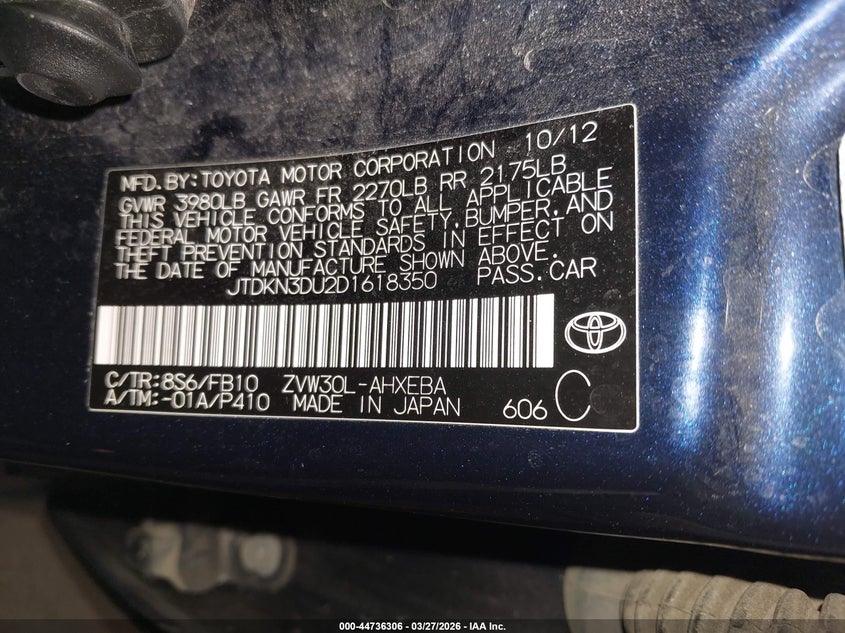 MFD.BY:TOYOTA MOTOR CORPORATION 10/12
GVWR 3980LB GAWR FR 2270LB RR 2175LB
THIS VEHICLE CONFORMS TO ALL APPLICABLE
FEDERAL MOTOR VEHICLE SAFETY,BUMPER,AND
THEFT PREVENTION STANDARDS IN EFFECT ON
THE DATE OF MANUFACTURE SHOWN ABOVE.
JTDKN3DU2D1618350 PASS.CAR
C/TR:8S6/FB10 ZVW30L-AHXEBA
A/TM:-01A/P410 MADE IN JAPAN 606 C
000-44736306 | 03/27/2026 | IAA Inc.